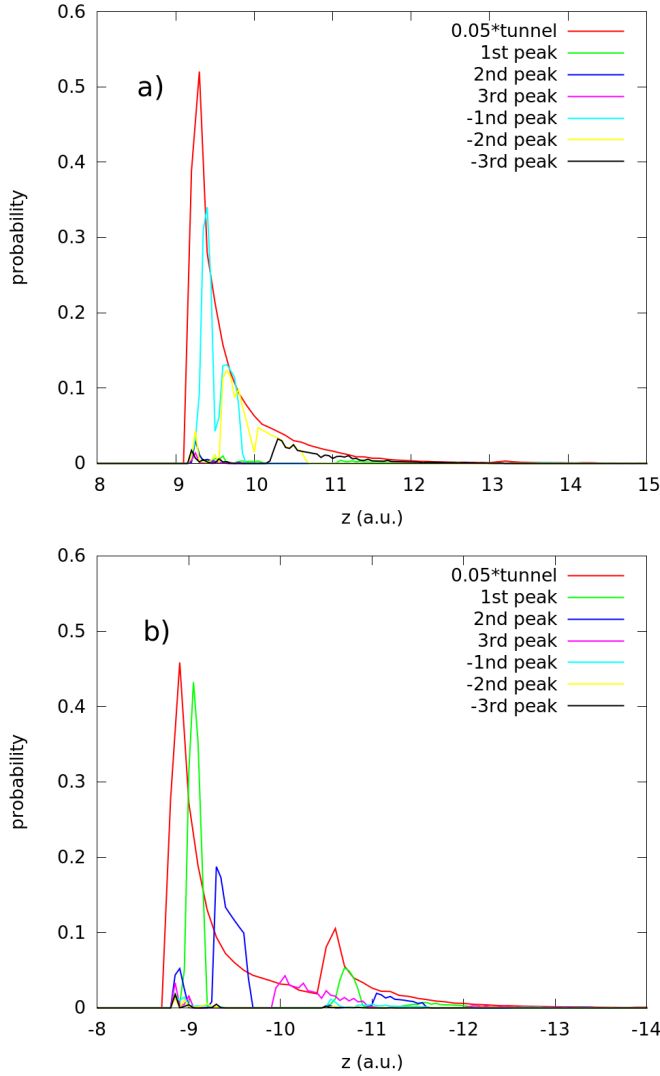 0.6
0.5
0.4
0.3
0.2
0.1
0
probability
a)
0.05*tunnel
1st peak
2nd peak
3rd peak
-1nd peak
-2nd peak
-3rd peak
8 9 10 11 12 13 14 15
z (a.u.)
0.6
0.5
0.4
0.3
0.2
0.1
0
probability
b)
0.05*tunnel
1st peak
2nd peak
3rd peak
-1nd peak
-2nd peak
-3rd peak
-8 -9 -10 -11 -12 -13 -14
z (a.u.)